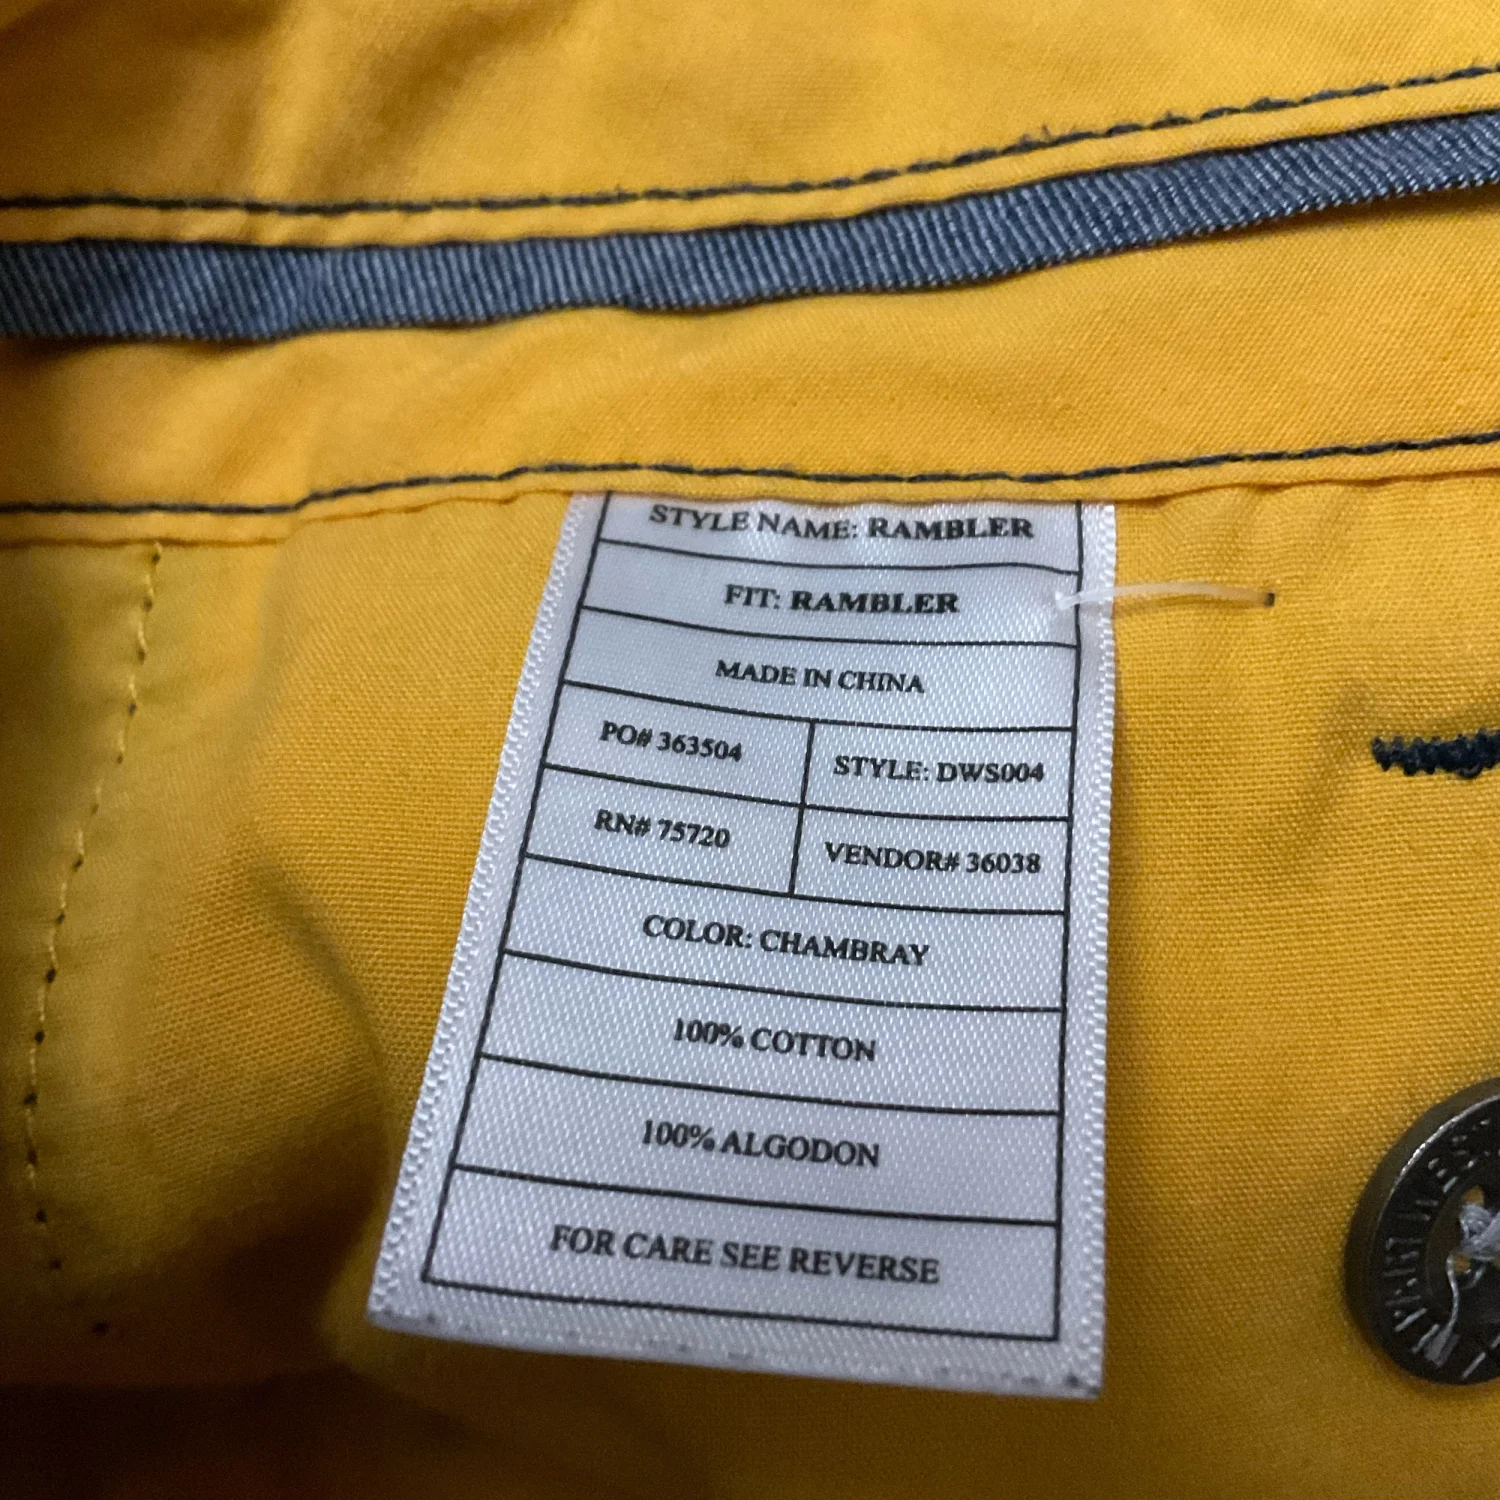 STYLE NAME: RAMBLER
FIT: RAMBLER
MADE IN CHINA
PO# 363504
STYLE: DWS004
RN# 75720
VENDOR# 36038
COLOR: CHAMBRAY
100% COTTON
100% ALGODON
FOR CARE SEE REVERSE